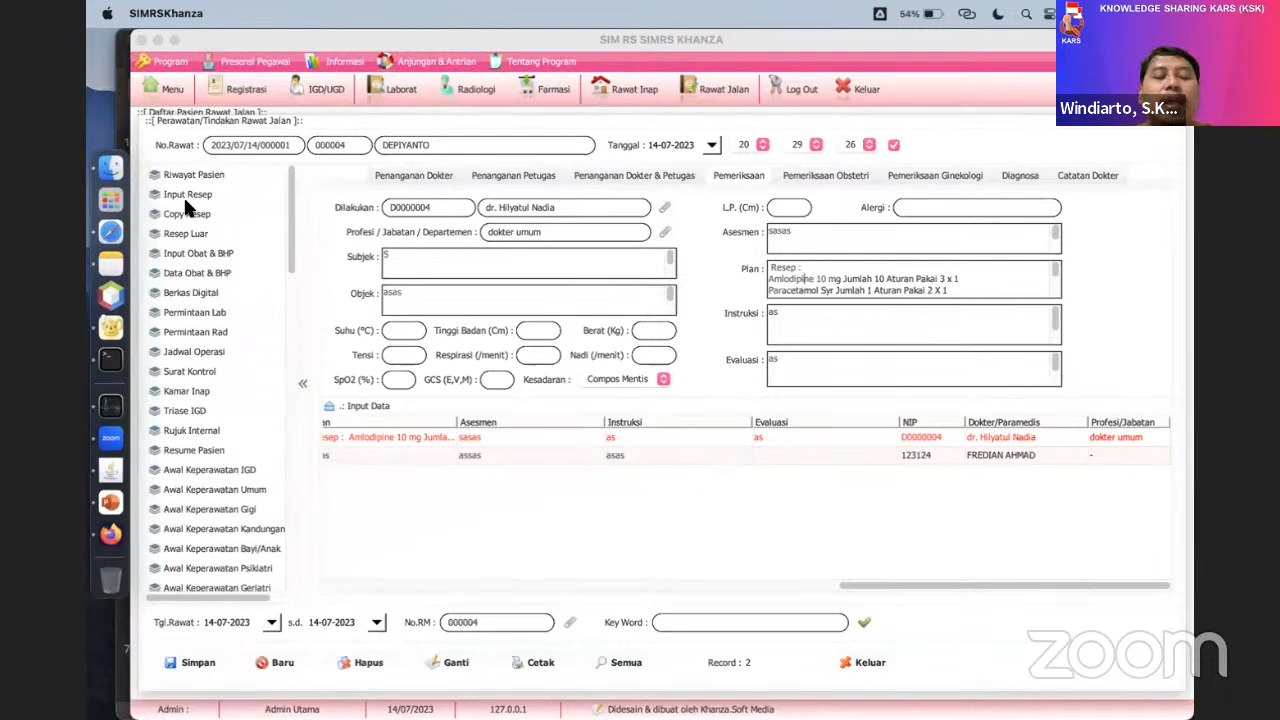 SIMRSKhanza
54%
KNOWLEDGE SHARING KARS (KSK)
KARS
Windiarto, S.K...
SIM RS SIMRS KHANZA
Program Presensi Pegawai Informasi Anjungan & Antrian Tentang Program
Menu Registrasi IGD/UGD Laborat Radiologi Farmasi Rawat Inap Rawat Jalan Log Out Keluar
::[ Daftar Pasien Rawat Jalan ]::
::[ Perawatan/Tindakan Rawat Jalan ]::
No.Rawat : 2023/07/14/000001 000004 DEPIYANTO Tanggal : 14-07-2023 20 29 26
Riwayat Pasien
Input Resep
Copy Resep
Resep Luar
Input Obat & BHP
Data Obat & BHP
Berkas Digital
Permintaan Lab
Permintaan Rad
Jadwal Operasi
Surat Kontrol
Kamar Inap
Triase IGD
Rujuk Internal
Resume Pasien
Awal Keperawatan IGD
Awal Keperawatan Umum
Awal Keperawatan Gigi
Awal Keperawatan Kandungan
Awal Keperawatan Bayi/Anak
Awal Keperawatan Psikiatri
Awal Keperawatan Geriatri
Penanganan Dokter Penanganan Petugas Penanganan Dokter & Petugas Pemeriksaan Pemeriksaan Obstetri Pemeriksaan Ginekologi Diagnosa Catatan Dokter
Dilakukan : D0000004 dr. Hilyatul Nadia
Profesi / Jabatan / Departemen : dokter umum
Subjek : S
Objek : asas
Suhu (°C) : Tinggi Badan (Cm) : Berat (Kg) :
Tensi : Respirasi (/menit) : Nadi (/menit) :
SpO2 (%) : GCS (E,V,M) : Kesadaran : Compos Mentis
L.P. (Cm) : Alergi :
Asesmen : sasas
Plan : Resep :
Amlodipine 10 mg Jumlah 10 Aturan Pakai 3 x 1
Paracetamol Syr Jumlah 1 Aturan Pakai 2 X 1
Instruksi : as
Evaluasi : as
.: Input Data
an Asesmen Instruksi Evaluasi NIP Dokter/Paramedis Profesi/Jabatan
esep : Amlodipine 10 mg Jumla... sasas as as D0000004 dr. Hilyatul Nadia dokter umum
as assas asas 123124 FREDIAN AHMAD -
Tgl.Rawat : 14-07-2023 s.d. 14-07-2023 No.RM : 000004 Key Word :
Simpan Baru Hapus Ganti Cetak Semua Record : 2 Keluar
Admin : Admin Utama 14/07/2023 127.0.0.1 Didesain & dibuat oleh Khanza.Soft Media
zoom
zoom